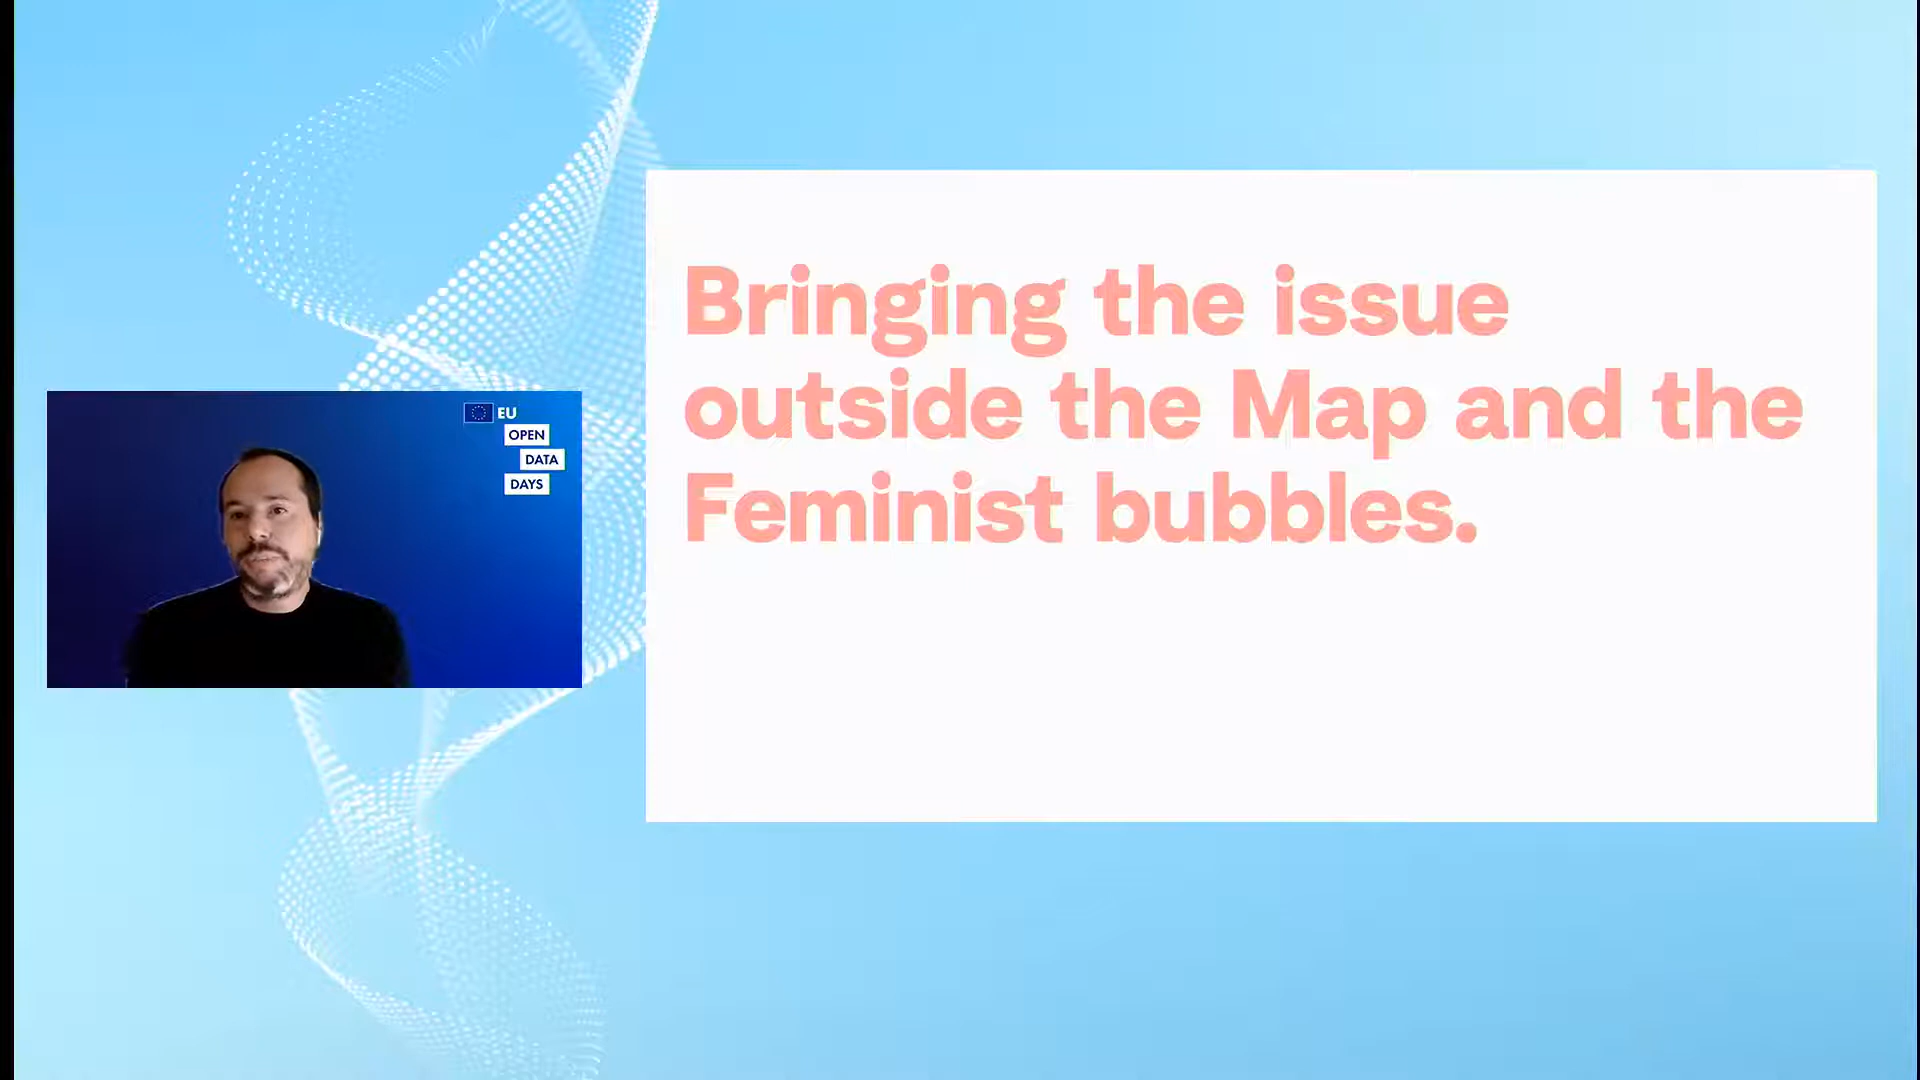 EU
OPEN
DATA
DAYS
Bringing the issue
outside the Map and the
Feminist bubbles.